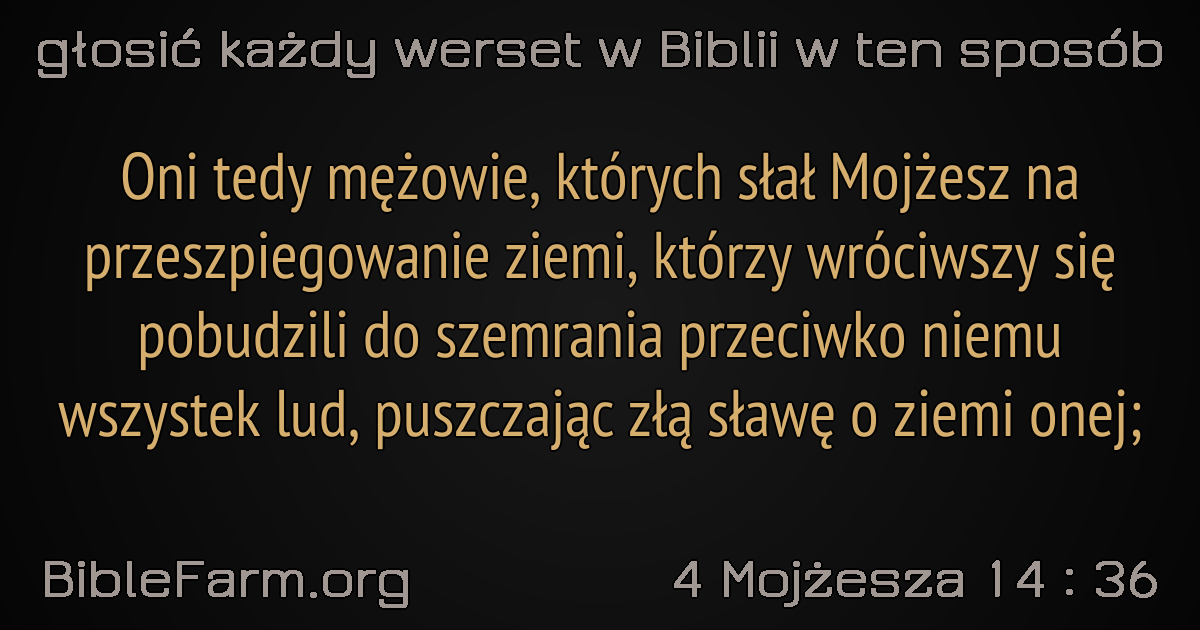 głosić każdy werset w Biblii w ten sposób
Oni tedy mężowie, których słał Mojżesz na
przeszpiegowanie ziemi, którzy wróciwszy się
pobudzili do szemrania przeciwko niemu
wszystek lud, puszczając złą sławę o ziemi onej;
BibleFarm.org
4 Mojżesza 14 : 36